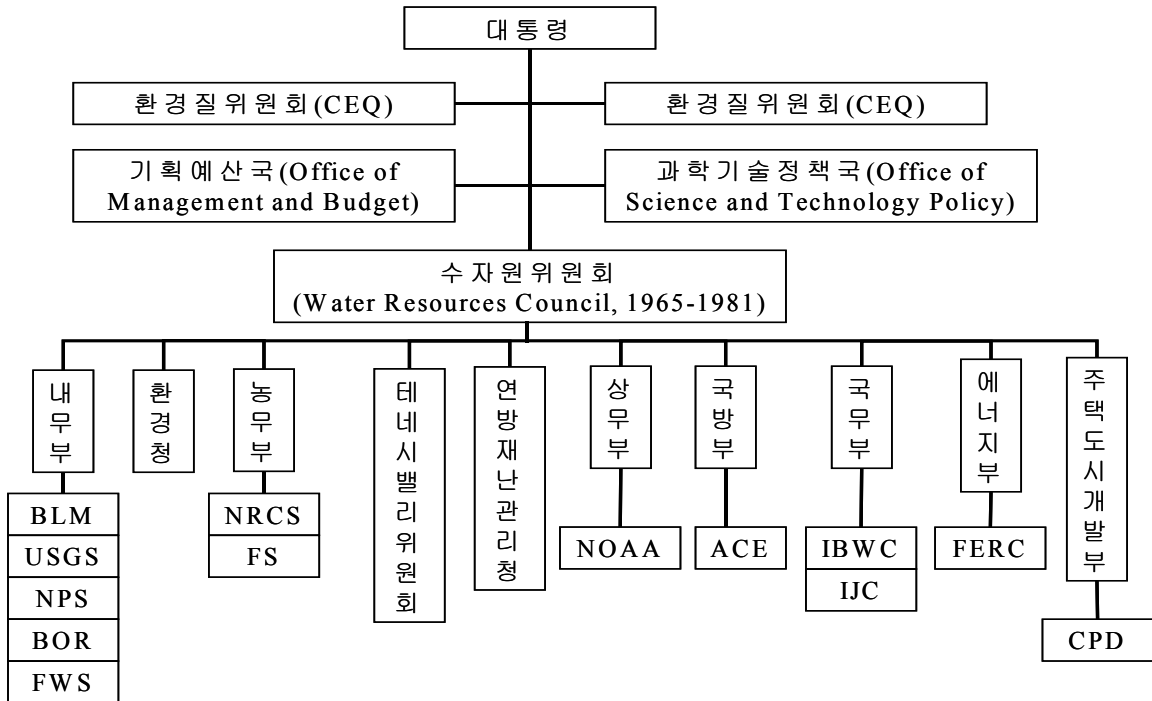 대통령
환경질위원회(CEQ)
환경질위원회(CEQ)
기획예산국(Office of
Management and Budget)
과학기술정책국(Office of
Science and Technology Policy)
수자원위원회
(Water Resources Council, 1965-1981)
내무부
환경청
농무부
테네시밸리위원회
연방재난관리청
상무부
국방부
국무부
에너지부
주택도시개발부
BLM
USGS
NPS
BOR
FWS
NRCS
FS
NOAA
ACE
IBWC
IJC
FERC
CPD